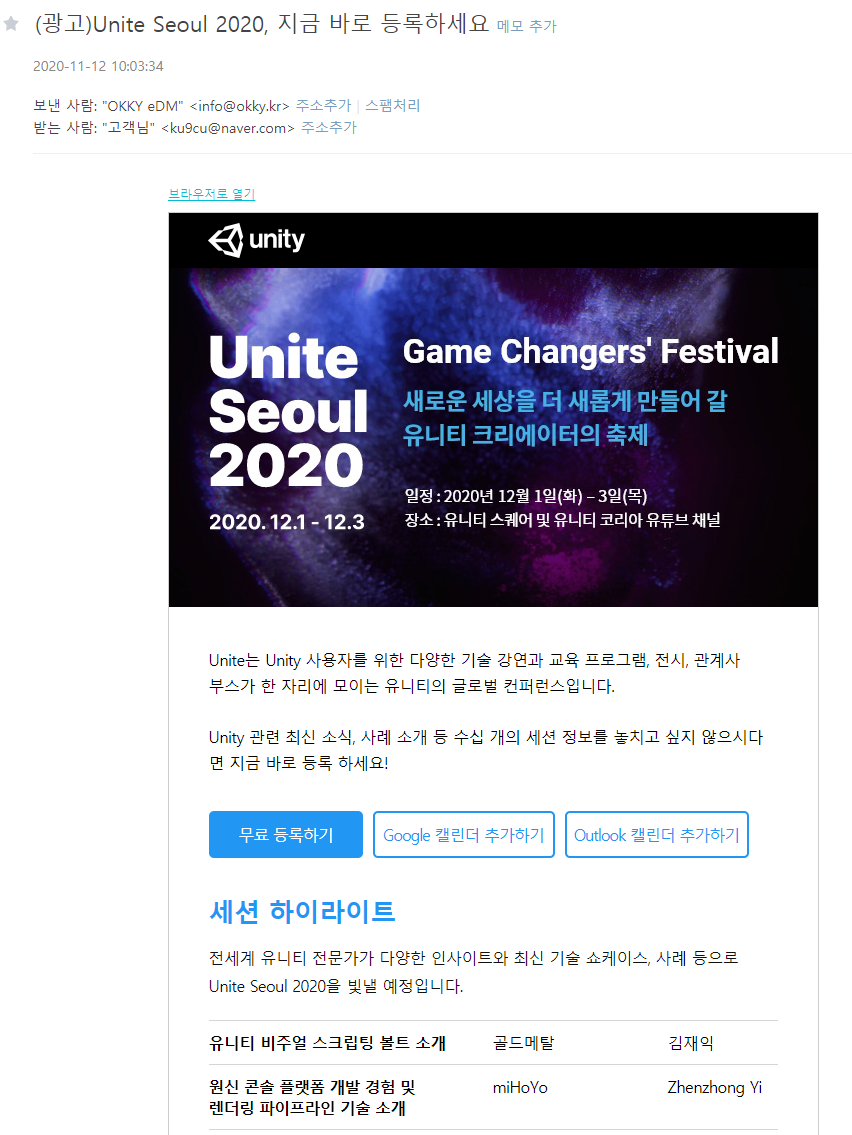 (광고)Unite Seoul 2020, 지금 바로 등록하세요 메모 추가
2020-11-12 10:03:34
보낸 사람: "OKKY eDM" <info@okky.kr> 주소추가 | 스팸처리
받는 사람: "고객님" <ku9cu@naver.com> 주소추가
브라우저로 열기
unity
Unite
Seoul
2020
2020. 12.1 - 12.3
Game Changers' Festival
새로운 세상을 더 새롭게 만들어 갈
유니티 크리에이터의 축제
일정 : 2020년 12월 1일(화) – 3일(목)
장소 : 유니티 스퀘어 및 유니티 코리아 유튜브 채널
Unite는 Unity 사용자를 위한 다양한 기술 강연과 교육 프로그램, 전시, 관계사
부스가 한 자리에 모이는 유니티의 글로벌 컨퍼런스입니다.
Unity 관련 최신 소식, 사례 소개 등 수십 개의 세션 정보를 놓치고 싶지 않으시다
면 지금 바로 등록 하세요!
무료 등록하기 Google 캘린더 추가하기 Outlook 캘린더 추가하기
세션 하이라이트
전세계 유니티 전문가가 다양한 인사이트와 최신 기술 쇼케이스, 사례 등으로
Unite Seoul 2020을 빛낼 예정입니다.
유니티 비주얼 스크립팅 볼트 소개 골드메탈 김재익
원신 콘솔 플랫폼 개발 경험 및 miHoYo Zhenzhong Yi
렌더링 파이프라인 기술 소개